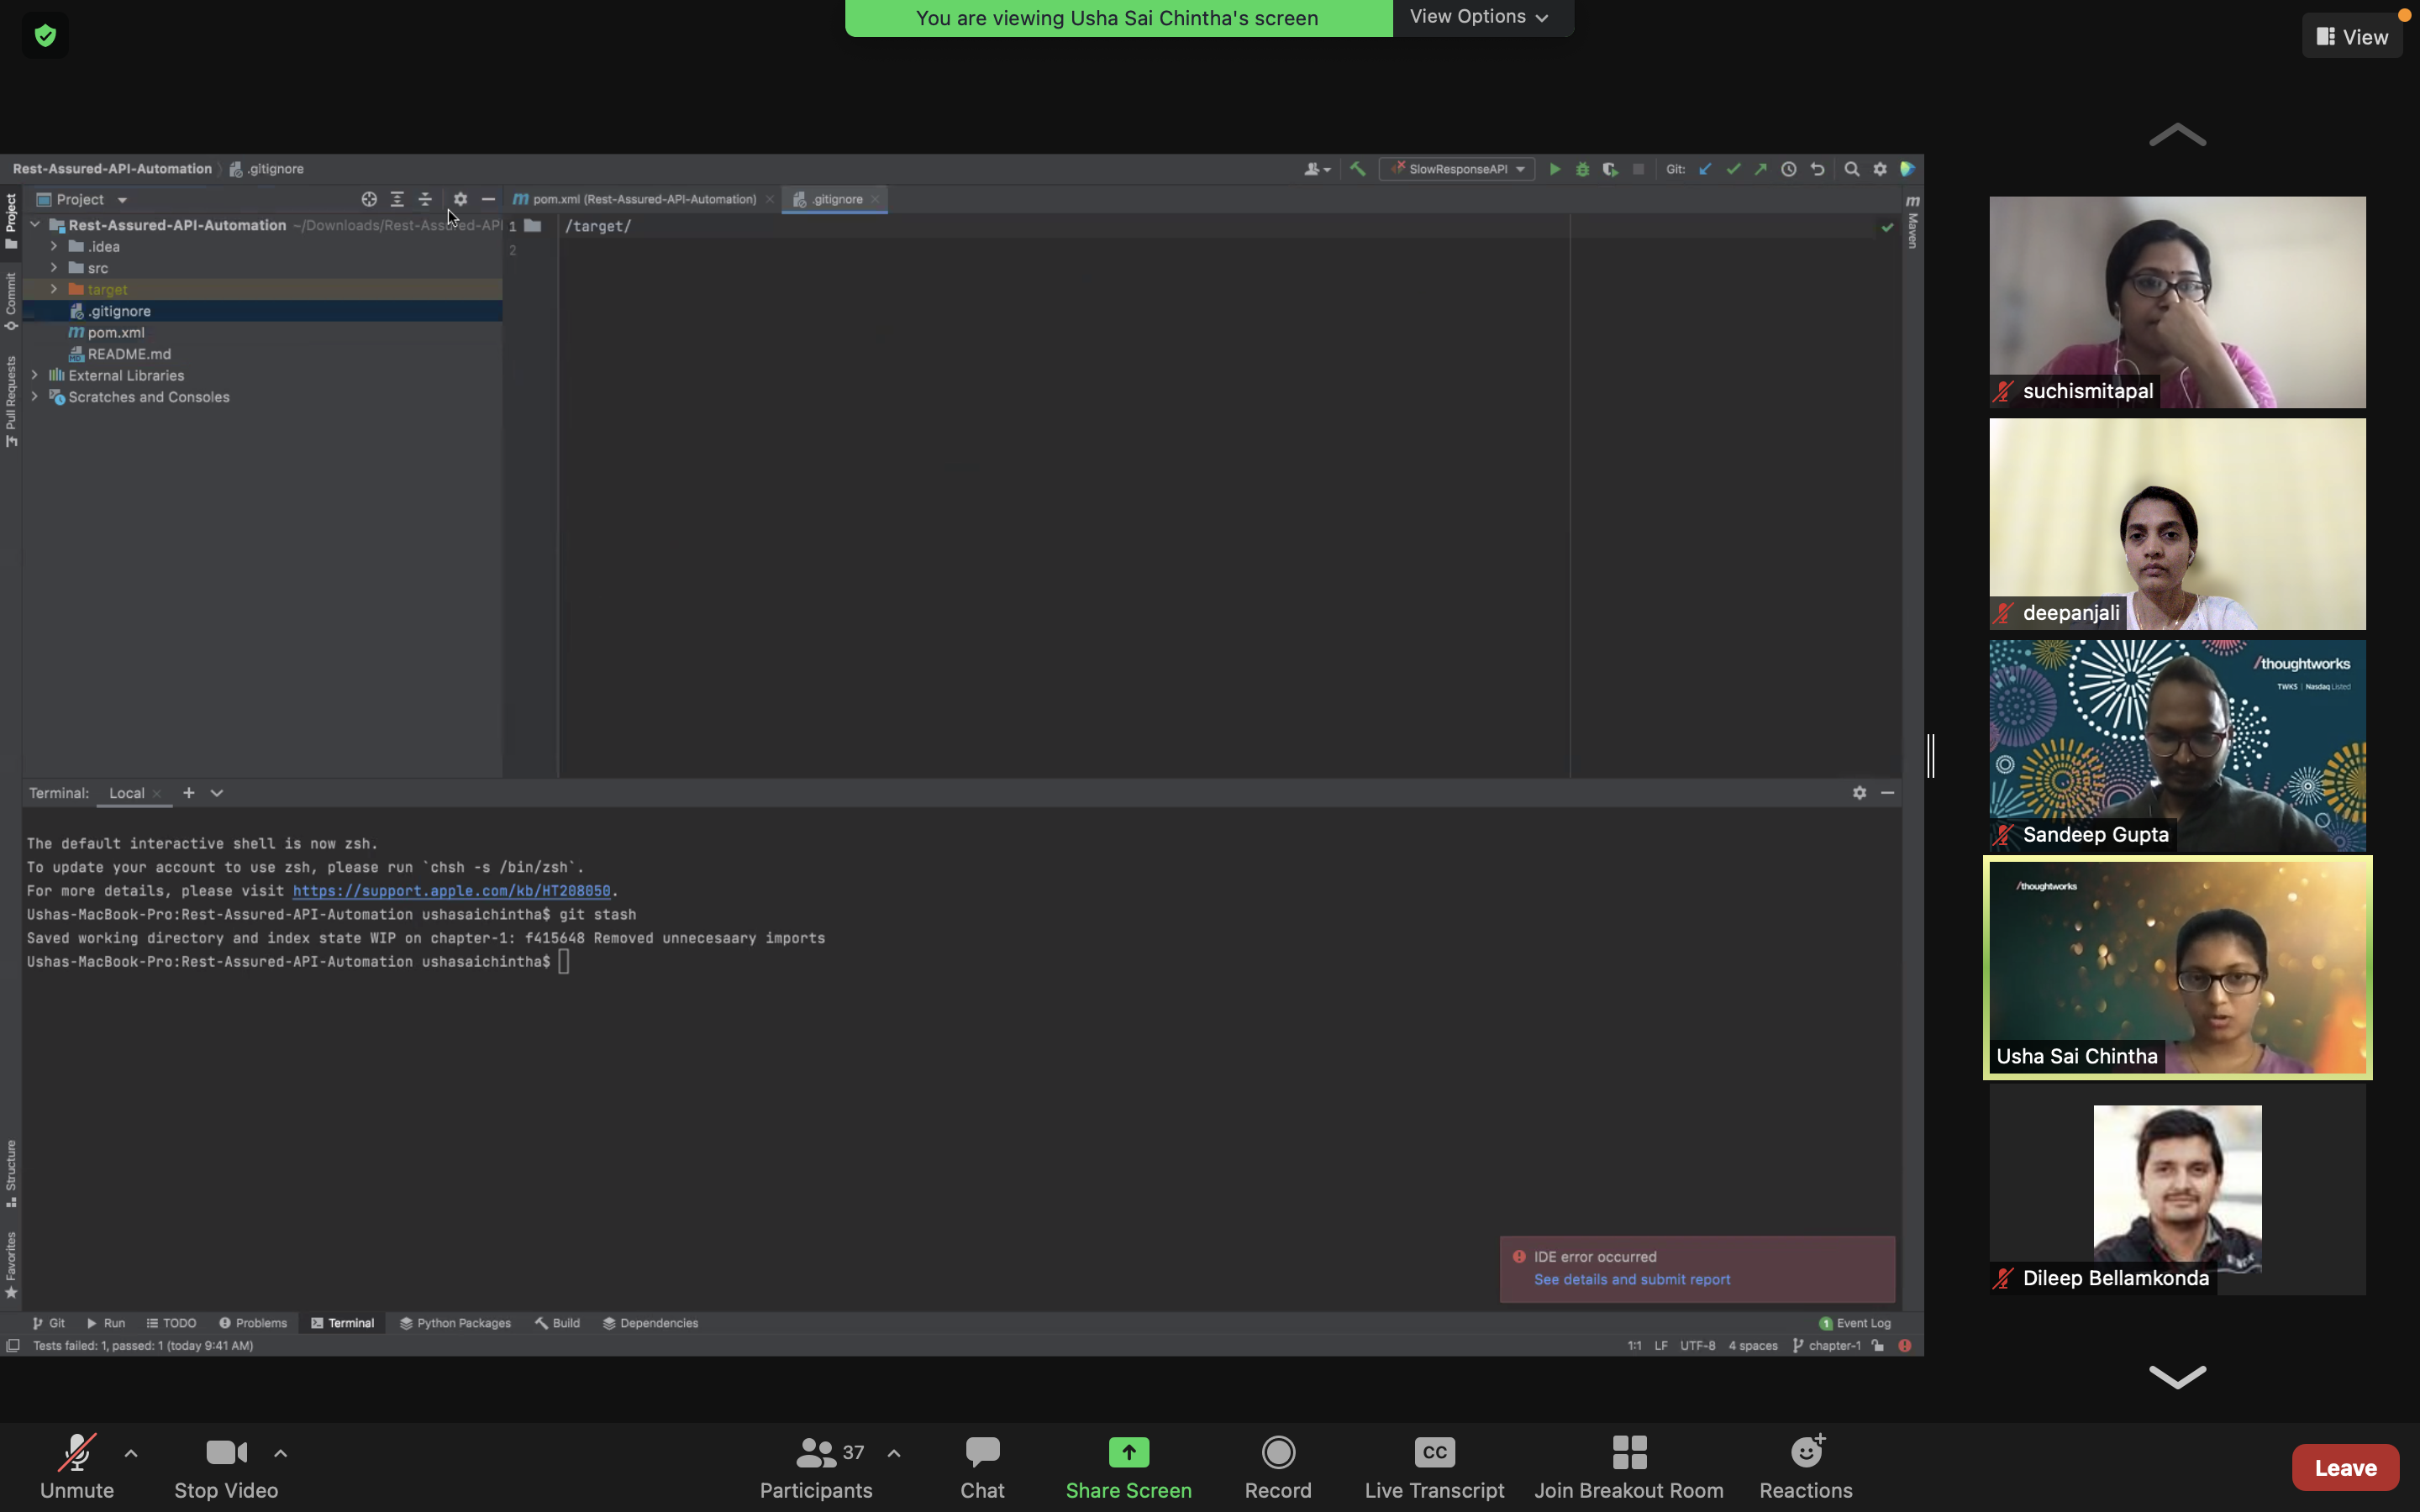 You are viewing Usha Sai Chintha's screen
View Options
View
Rest-Assured-API-Automation
.gitignore
SlowResponseAPI
Git:
Project
pom.xml (Rest-Assured-API-Automation)
.gitignore
Project
Commit
Pull Requests
Rest-Assured-API-Automation ~/Downloads/Rest-Assured-API
.idea
src
target
.gitignore
pom.xml
README.md
External Libraries
Scratches and Consoles
1
2
/target/
Maven
Terminal:
Local
The default interactive shell is now zsh.
To update your account to use zsh, please run `chsh -s /bin/zsh`.
For more details, please visit https://support.apple.com/kb/HT208050.
Ushas-MacBook-Pro:Rest-Assured-API-Automation ushasaichintha$ git stash
Saved working directory and index state WIP on chapter-1: f415648 Removed unnecesaary imports
Ushas-MacBook-Pro:Rest-Assured-API-Automation ushasaichintha$
Structure
Favorites
IDE error occurred
See details and submit report
Git
Run
TODO
Problems
Terminal
Python Packages
Build
Dependencies
1 Event Log
Tests failed: 1, passed: 1 (today 9:41 AM)
1:1
LF
UTF-8
4 spaces
chapter-1
suchismitapal
deepanjali
/thoughtworks
TWKS | Nasdaq Listed
Sandeep Gupta
/thoughtworks
Usha Sai Chintha
Dileep Bellamkonda
Unmute
Stop Video
37
Participants
Chat
Share Screen
Record
CC
Live Transcript
Join Breakout Room
Reactions
Leave